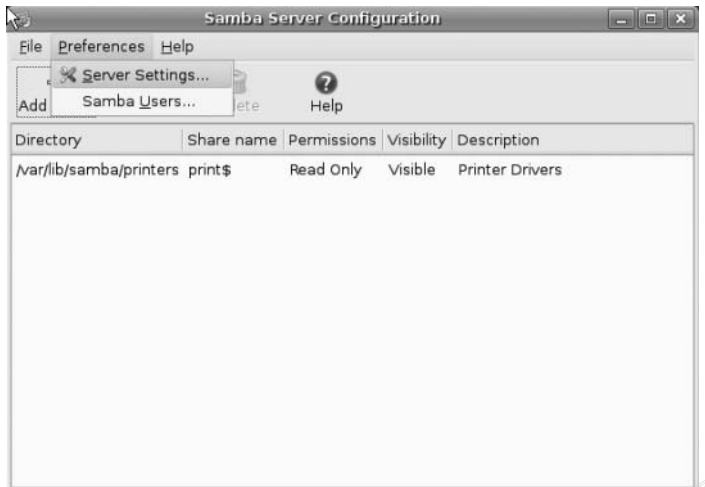 Samba Server Configuration
File Preferences Help
Server Settings...
Samba Users...
Add
ete
Help
Directory Share name Permissions Visibility Description
/var/lib/samba/printers print$ Read Only Visible Printer Drivers